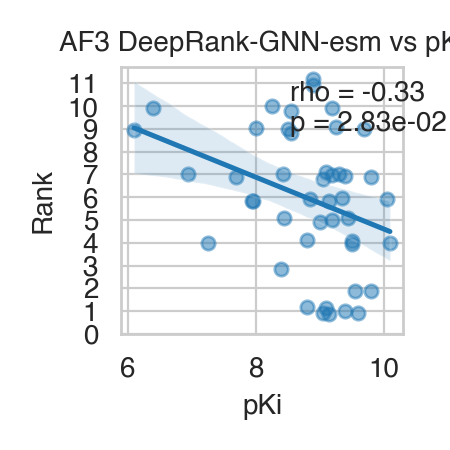 AF3 DeepRank-GNN-esm vs pK
rho = -0.33
p = 2.83e-02
11
10
9
8
7
6
5
4
3
2
1
0
Rank
6 8 10
pKi